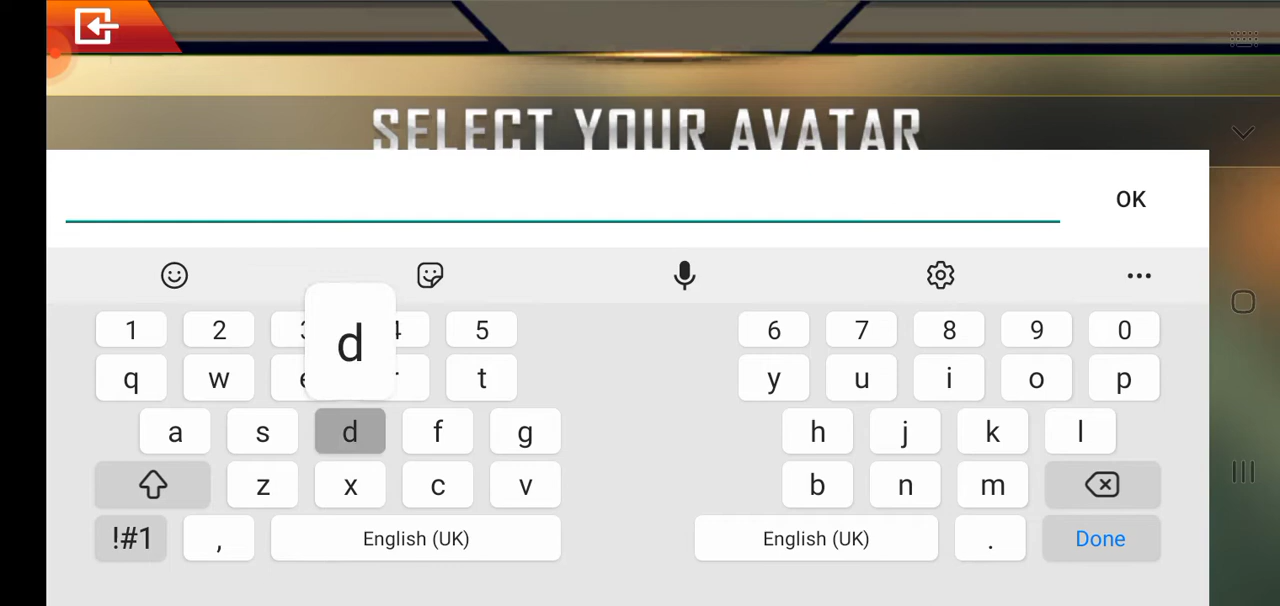 SELECT YOUR AVATAR
OK
d
1 2 3 4 5 6 7 8 9 0
q w e r t y u i o p
a s d f g h j k l
z x c v b n m
!#1 , English (UK) English (UK) . Done